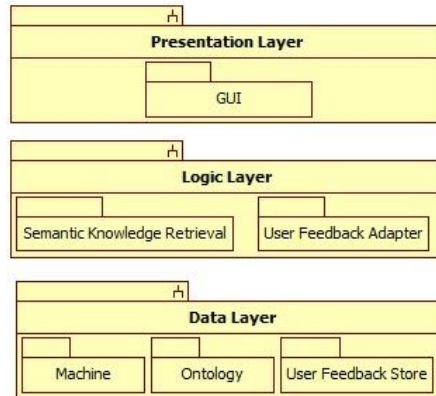 Presentation Layer
GUI
Logic Layer
Semantic Knowledge Retrieval
User Feedback Adapter
Data Layer
Machine
Ontology
User Feedback Store